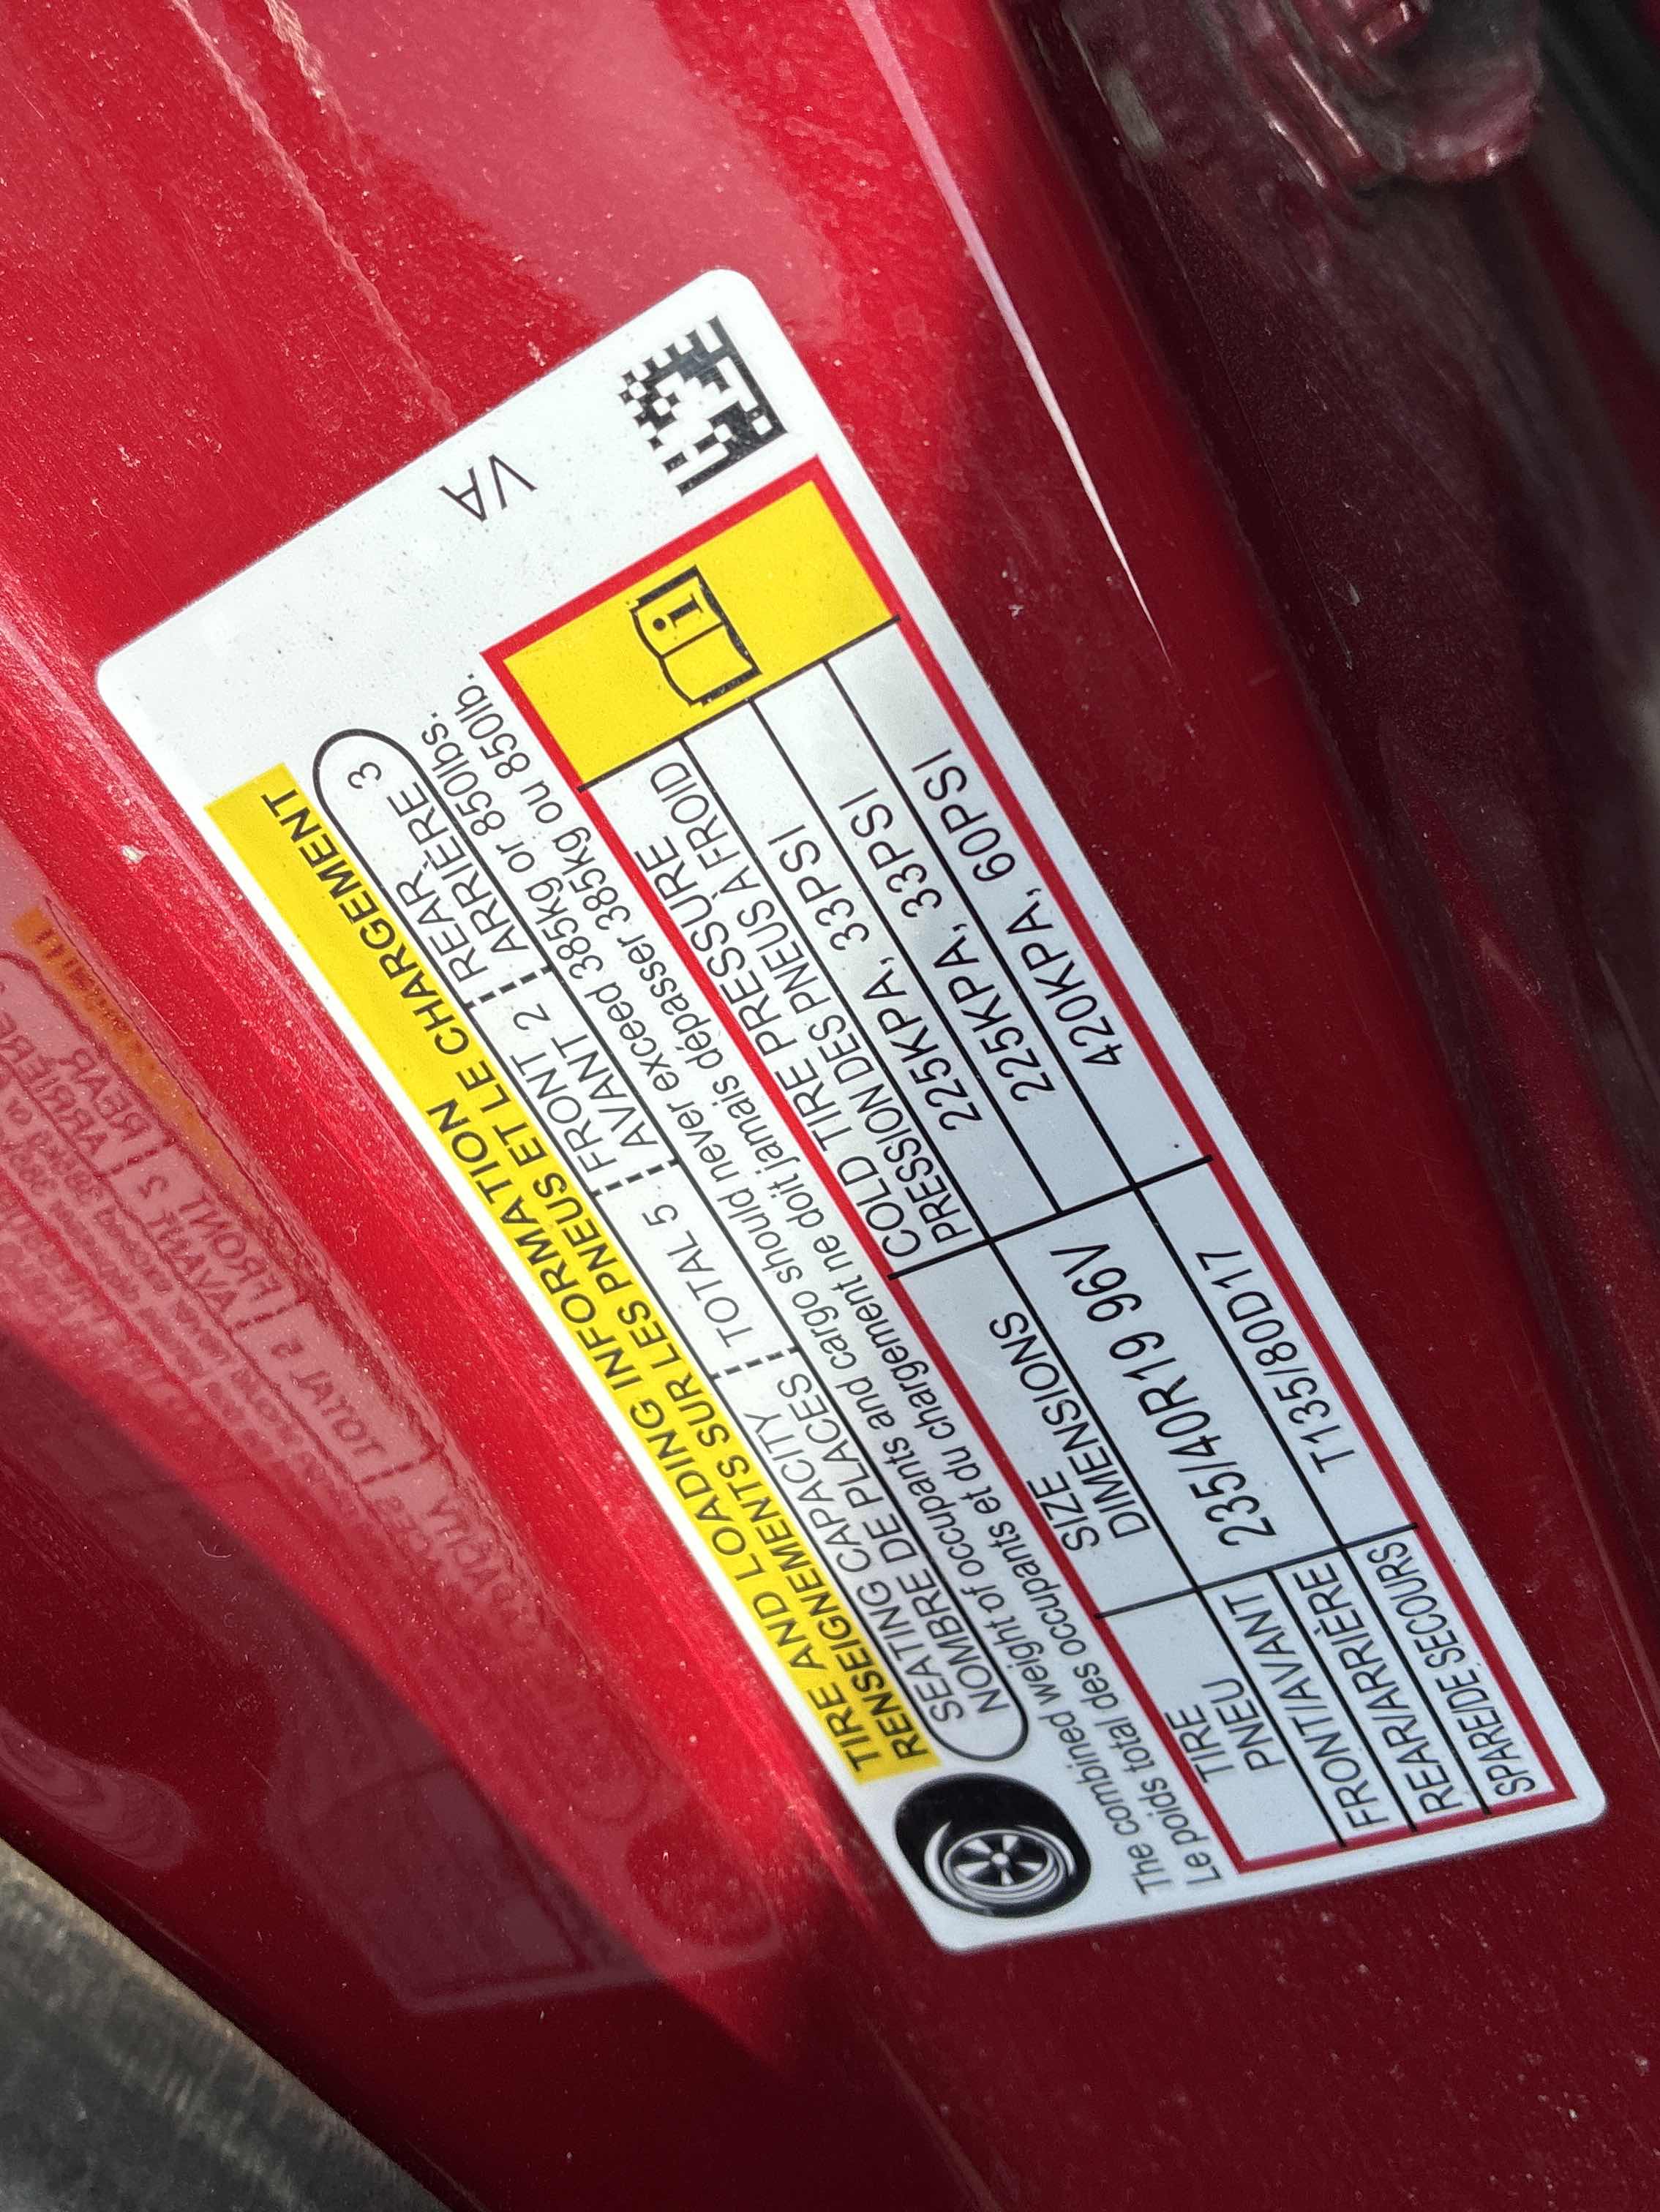 TIRE AND LOADING INFORMATION
RENSEIGNEMENTS SUR LES PNEUS ET LE CHARGEMENT
SEATING CAPACITY TOTAL 5 FRONT 2 REAR 3
NOMBRE DE PLACES AVANT 2 ARRIÈRE
The combined weight of occupants and cargo should never exceed 385kg or 850lbs.
Le poids total des occupants et du chargement ne doit jamais dépasser 385kg ou 850lb.
TIRE SIZE COLD TIRE PRESSURE
PNEU DIMENSIONS PRESSION DES PNEUS À FROID
FRONT/AVANT 235/40R19 96V 225KPA, 33PSI
REAR/ARRIÈRE 225KPA, 33PSI
SPARE/DE SECOURS T135/80D17 420KPA, 60PSI
VA